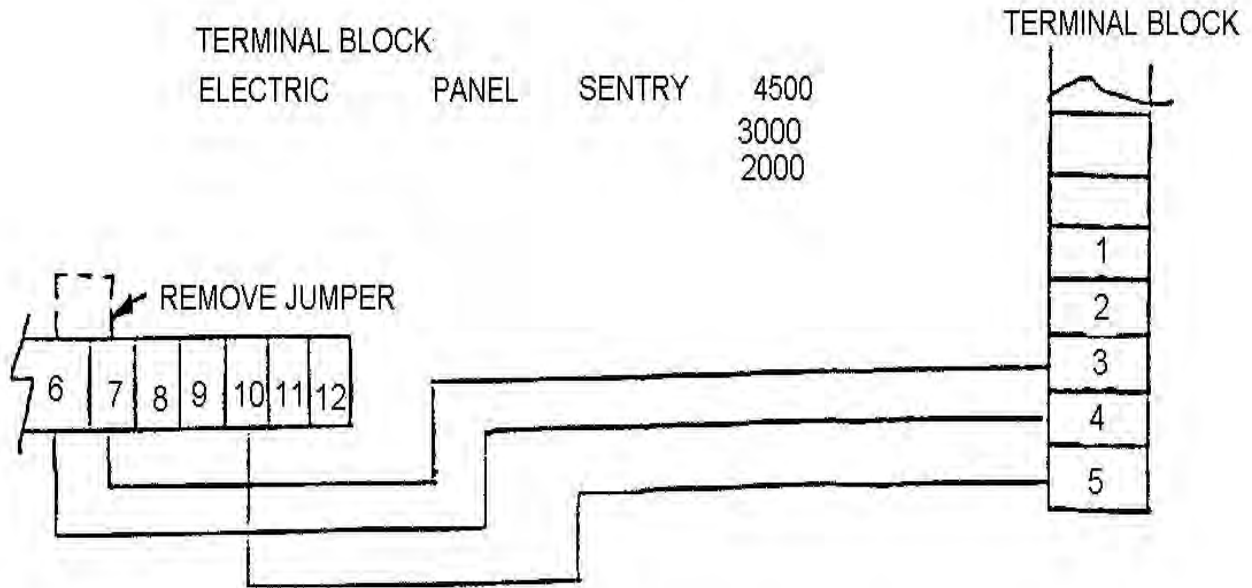 TERMINAL BLOCK
TERMINAL BLOCK
ELECTRIC PANEL SENTRY 4500
3000
2000
REMOVE JUMPER
6 7 8 9 10 11 12
1
2
3
4
5